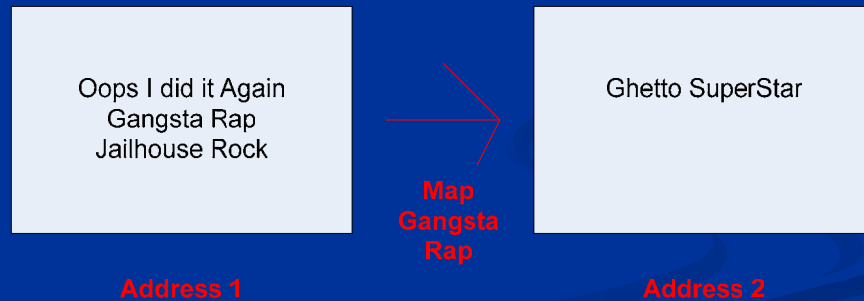 Oops I did it Again
Gangsta Rap
Jailhouse Rock
Ghetto SuperStar
Map
Gangsta
Rap
Address 1
Address 2